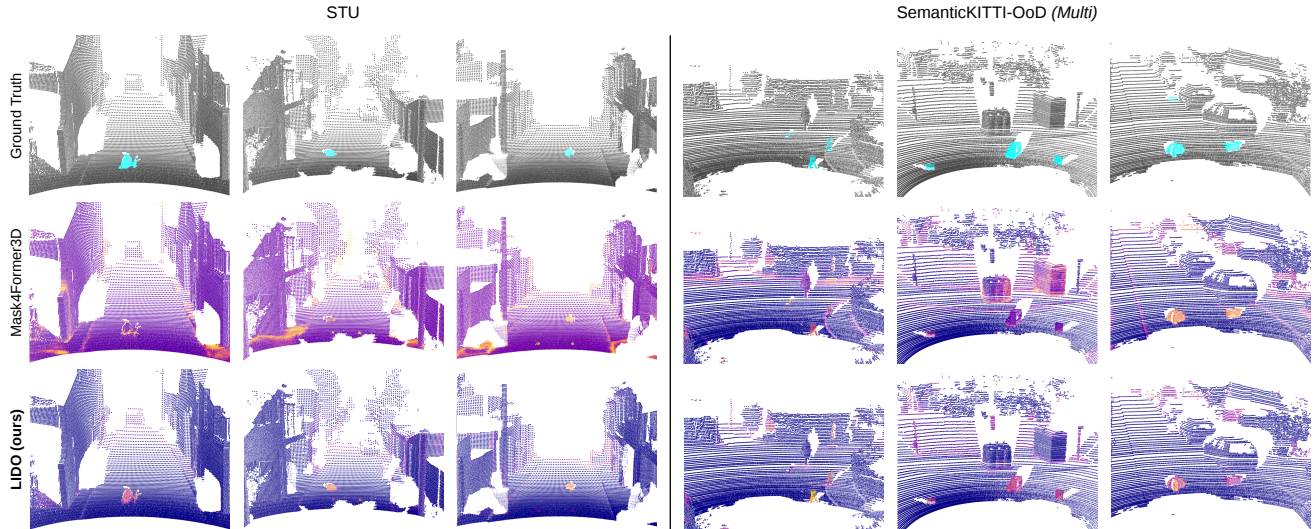 STU
SemanticKITTI-OoD (Multi)
Ground Truth
Mask4Former3D
LIDO (ours)